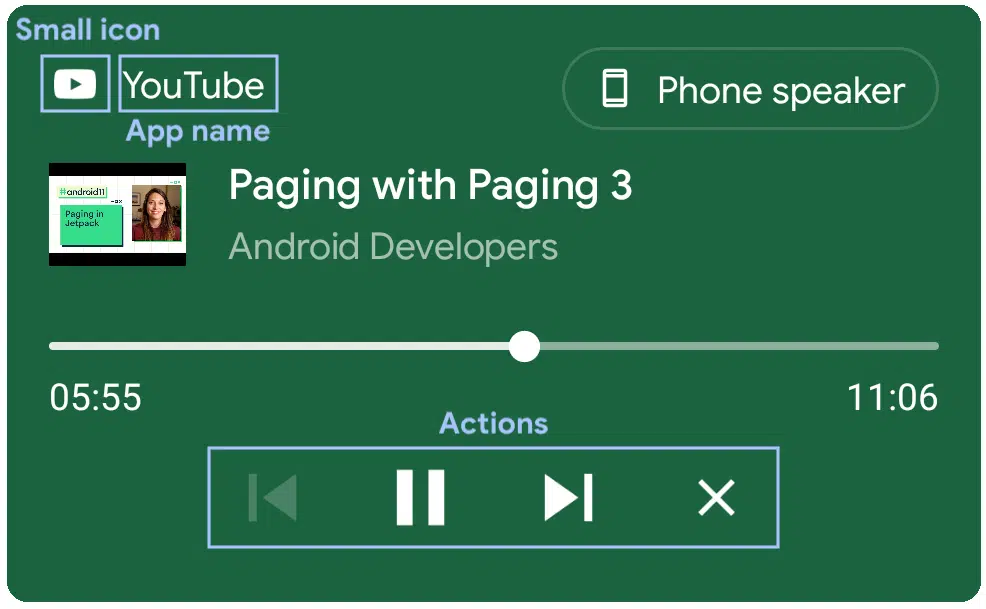 Small icon
YouTube
Phone speaker
App name
#android11
Paging in
Jetpack
Paging with Paging 3
Android Developers
05:55
11:06
Actions